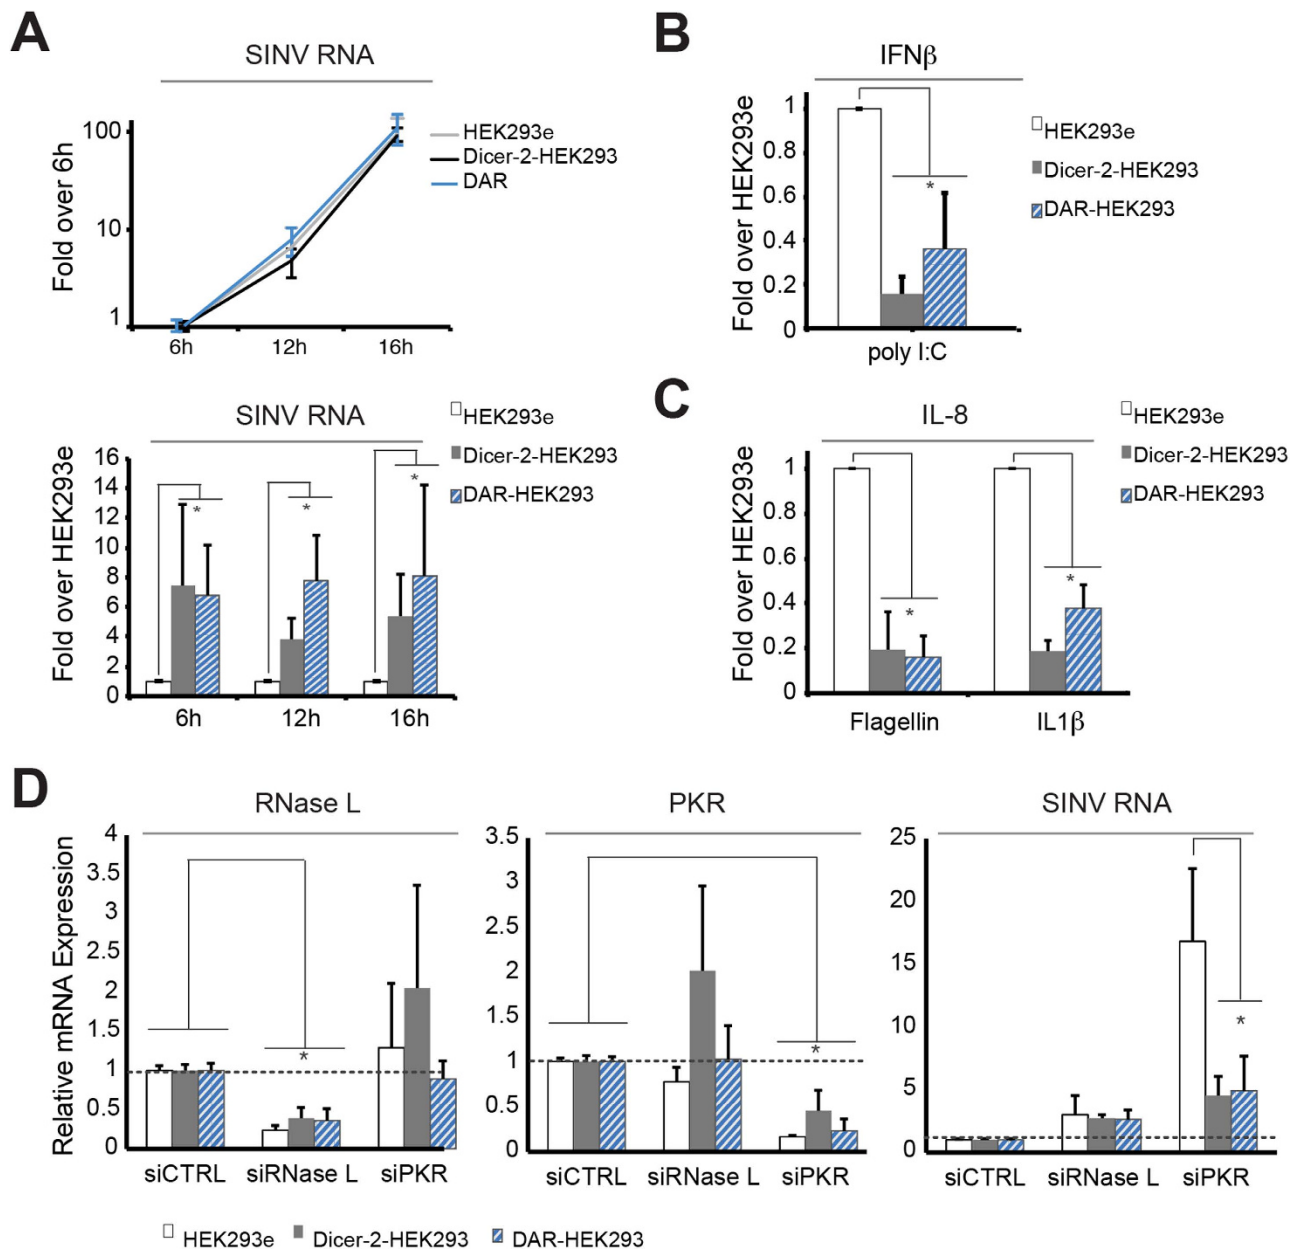 A
SINV RNA
Fold over 6h
100
10
1
6h
12h
16h
HEK293e
Dicer-2-HEK293
DAR
SINV RNA
Fold over HEK293e
16
14
12
10
8
6
4
2
0
*
*
*
6h
12h
16h
HEK293e
Dicer-2-HEK293
DAR-HEK293
B
IFNβ
Fold over HEK293e
1
0.8
0.6
0.4
0.2
0
*
poly I:C
HEK293e
Dicer-2-HEK293
DAR-HEK293
C
IL-8
Fold over HEK293e
1
0.8
0.6
0.4
0.2
0
*
*
Flagellin
IL1β
HEK293e
Dicer-2-HEK293
DAR-HEK293
D
RNase L
Relative mRNA Expression
4
3.5
3
2.5
2
1.5
1
0.5
0
*
siCTRL
siRNase L
siPKR
PKR
3.5
3
2.5
2
1.5
1
0.5
0
*
siCTRL
siRNase L
siPKR
SINV RNA
25
20
15
10
5
0
*
siCTRL
siRNase L
siPKR
HEK293e
Dicer-2-HEK293
DAR-HEK293